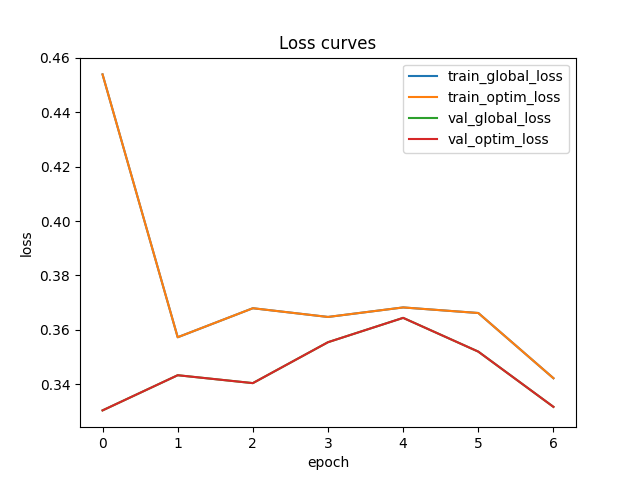 Loss curves
0.46
0.44
0.42
0.40
0.38
0.36
0.34
loss
train_global_loss
train_optim_loss
val_global_loss
val_optim_loss
0 1 2 3 4 5 6
epoch